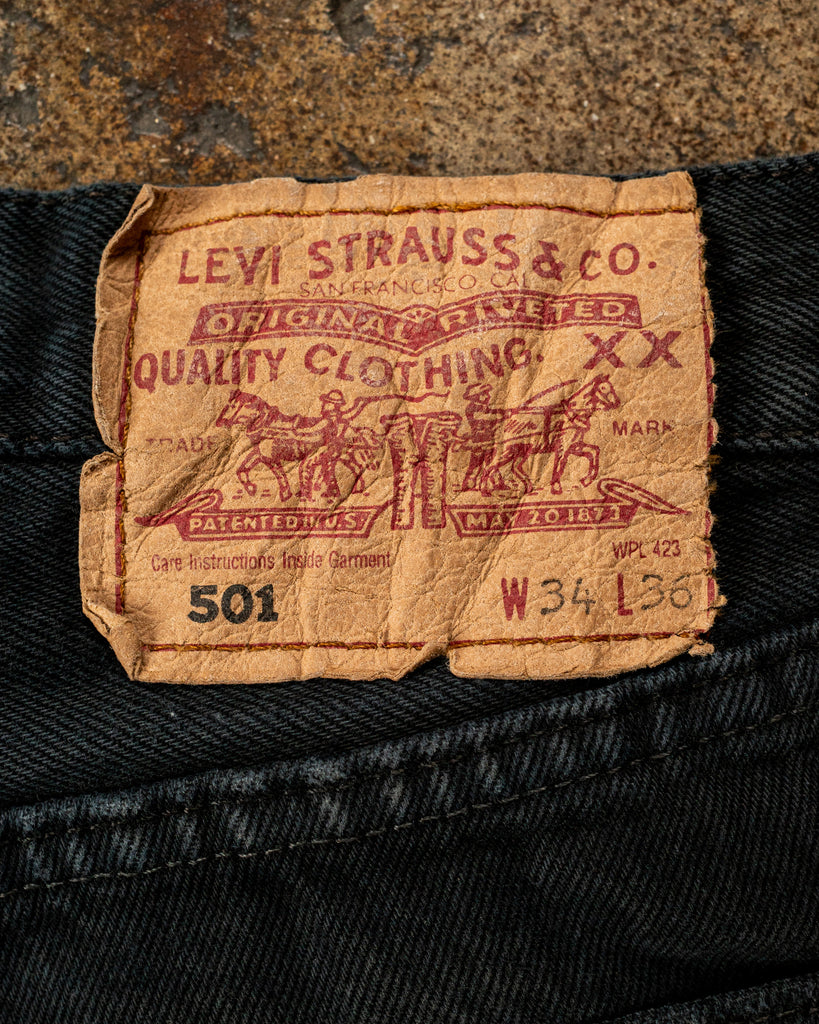 LEVI STRAUSS & CO.
SAN FRANCISCO, CAL
ORIGINAL RIVETED
QUALITY CLOTHING. XX
TRADE MARK
PATENTED IN U.S. MAY 20.1873
Care Instructions Inside Garment WPL 423
501 W 34 L 36